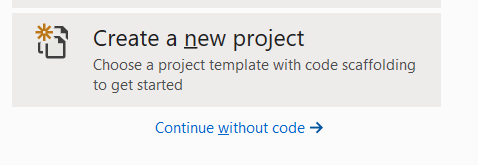 Create a new project
Choose a project template with code scaffolding
to get started
Continue without code →